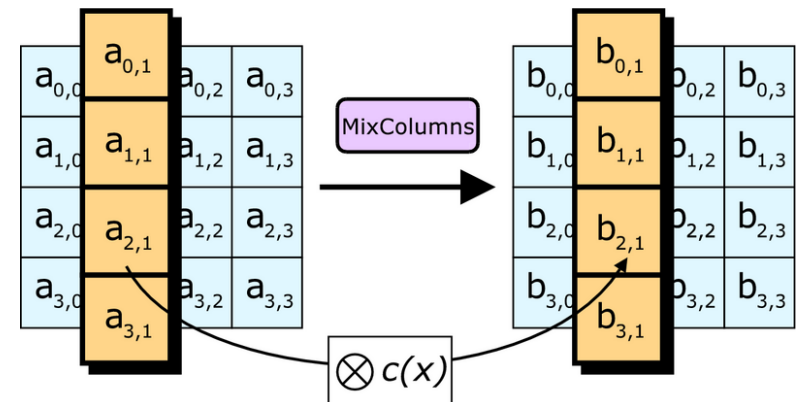 a0,0 a0,1 a0,2 a0,3
a1,0 a1,1 a1,2 a1,3
a2,0 a2,1 a2,2 a2,3
a3,0 a3,1 a3,2 a3,3
MixColumns
b0,0 b0,1 b0,2 b0,3
b1,0 b1,1 b1,2 b1,3
b2,0 b2,1 b2,2 b2,3
b3,0 b3,1 b3,2 b3,3
⊗ c(x)